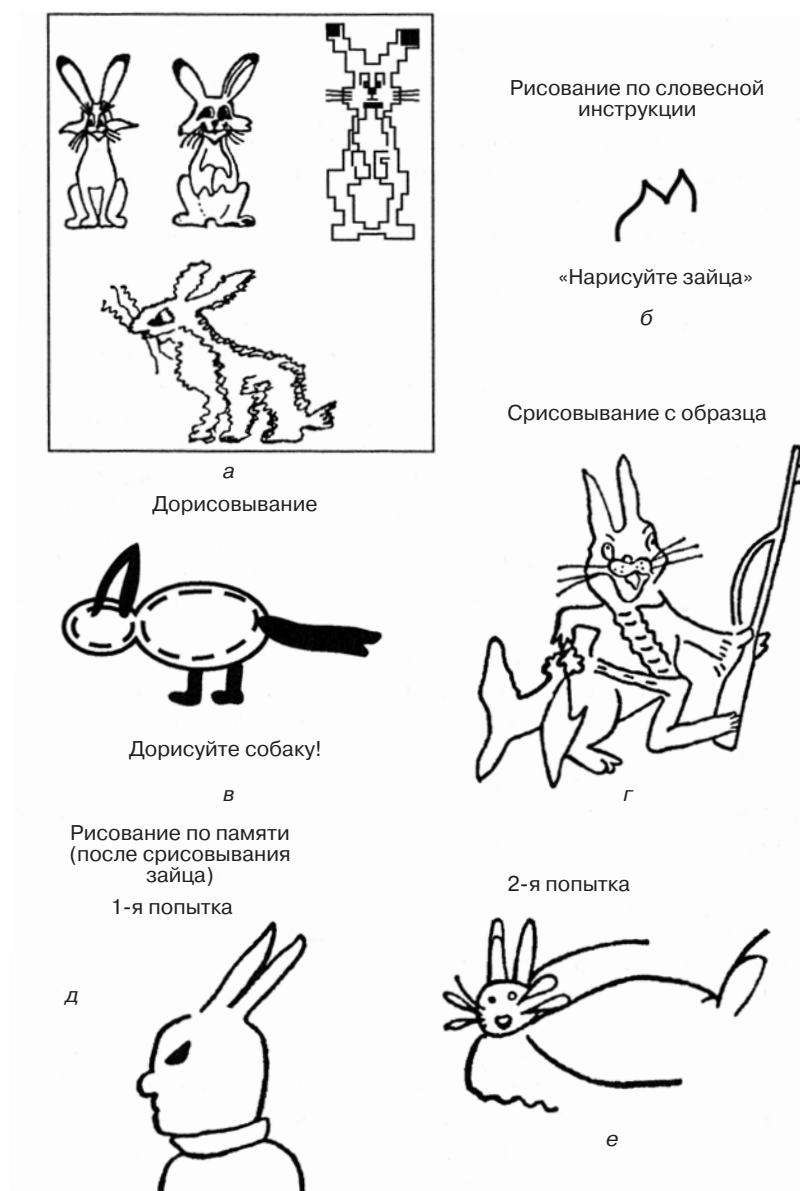 Рисование по словесной
инструкции
«Нарисуйте зайца»
б
Срисовывание с образца
а
Дорисовывание
Дорисуйте собаку!
в
г
Рисование по памяти
(после срисовывания
зайца)
1-я попытка
2-я попытка
д
е